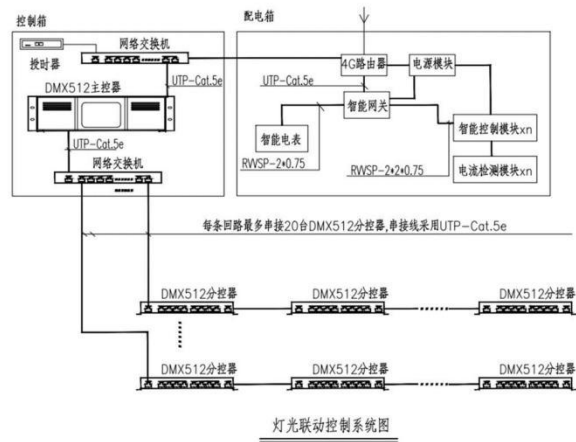 控制箱
配电箱
网络交换机
授时器
UTP-Cat.5e
DMX512主控器
UTP-Cat.5e
网络交换机
4G路由器
电源模块
UTP-Cat.5e
智能网关
智能电表
智能控制模块xn
RWSP-2*0.75
RWSP-2*2*0.75
电流检测模块xn
每条回路最多串接20台DMX512分控器,串接线采用UTP-Cat.5e
DMX512分控器
DMX512分控器
DMX512分控器
DMX512分控器
DMX512分控器
DMX512分控器
灯光联动控制系统图